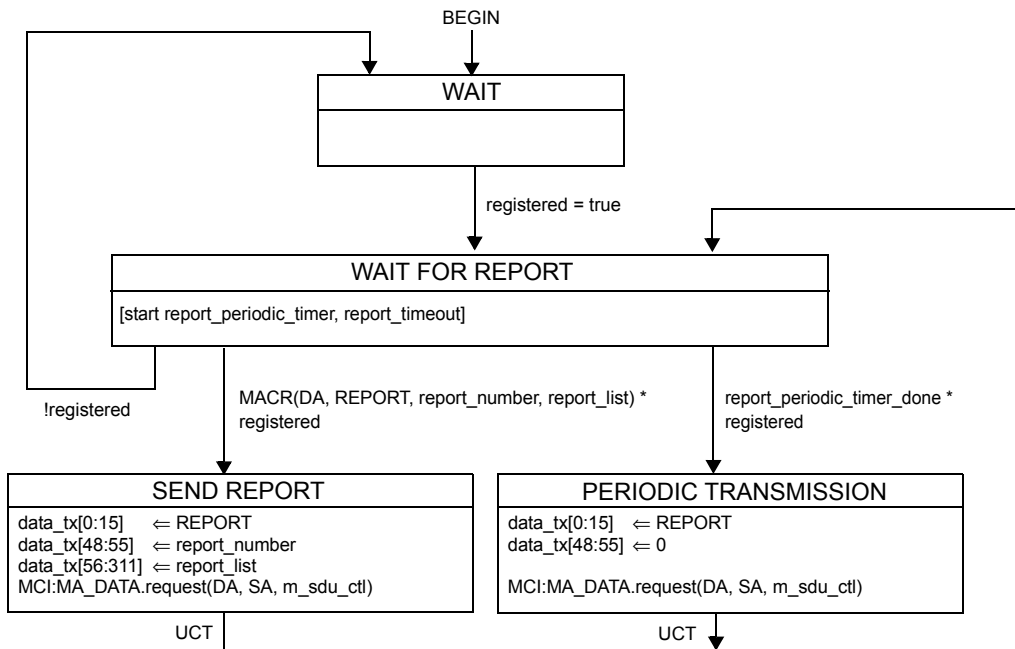 BEGIN
WAIT
registered = true
WAIT FOR REPORT
[start report_periodic_timer, report_timeout]
!registered
MACR(DA, REPORT, report_number, report_list) *
registered
report_periodic_timer_done *
registered
SEND REPORT
data_tx[0:15] ⇐ REPORT
data_tx[48:55] ⇐ report_number
data_tx[56:311] ⇐ report_list
MCI:MA_DATA.request(DA, SA, m_sdu_ctl)
UCT
PERIODIC TRANSMISSION
data_tx[0:15] ⇐ REPORT
data_tx[48:55] ⇐ 0
MCI:MA_DATA.request(DA, SA, m_sdu_ctl)
UCT